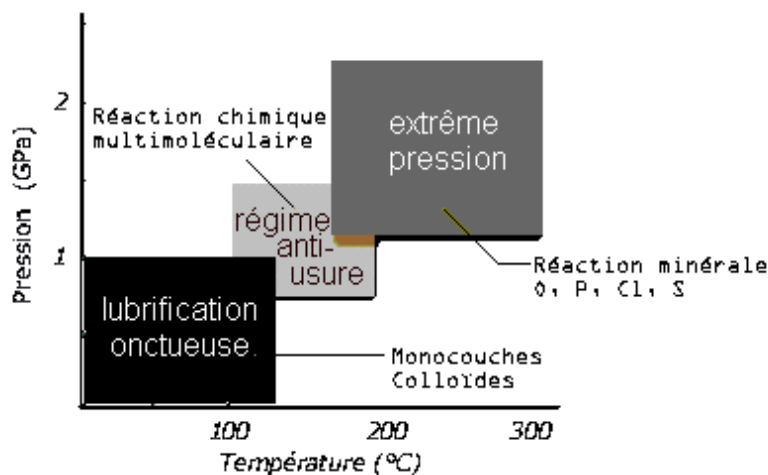 Pression (GPa)
2
1
Réaction chimique
multimoléculaire
extrême
pression
régime
anti-
usure
Réaction minérale
O, P, Cl, S
lubrification
onctueuse.
Monocouches
Colloïdes
100
200
300
Température (°C)